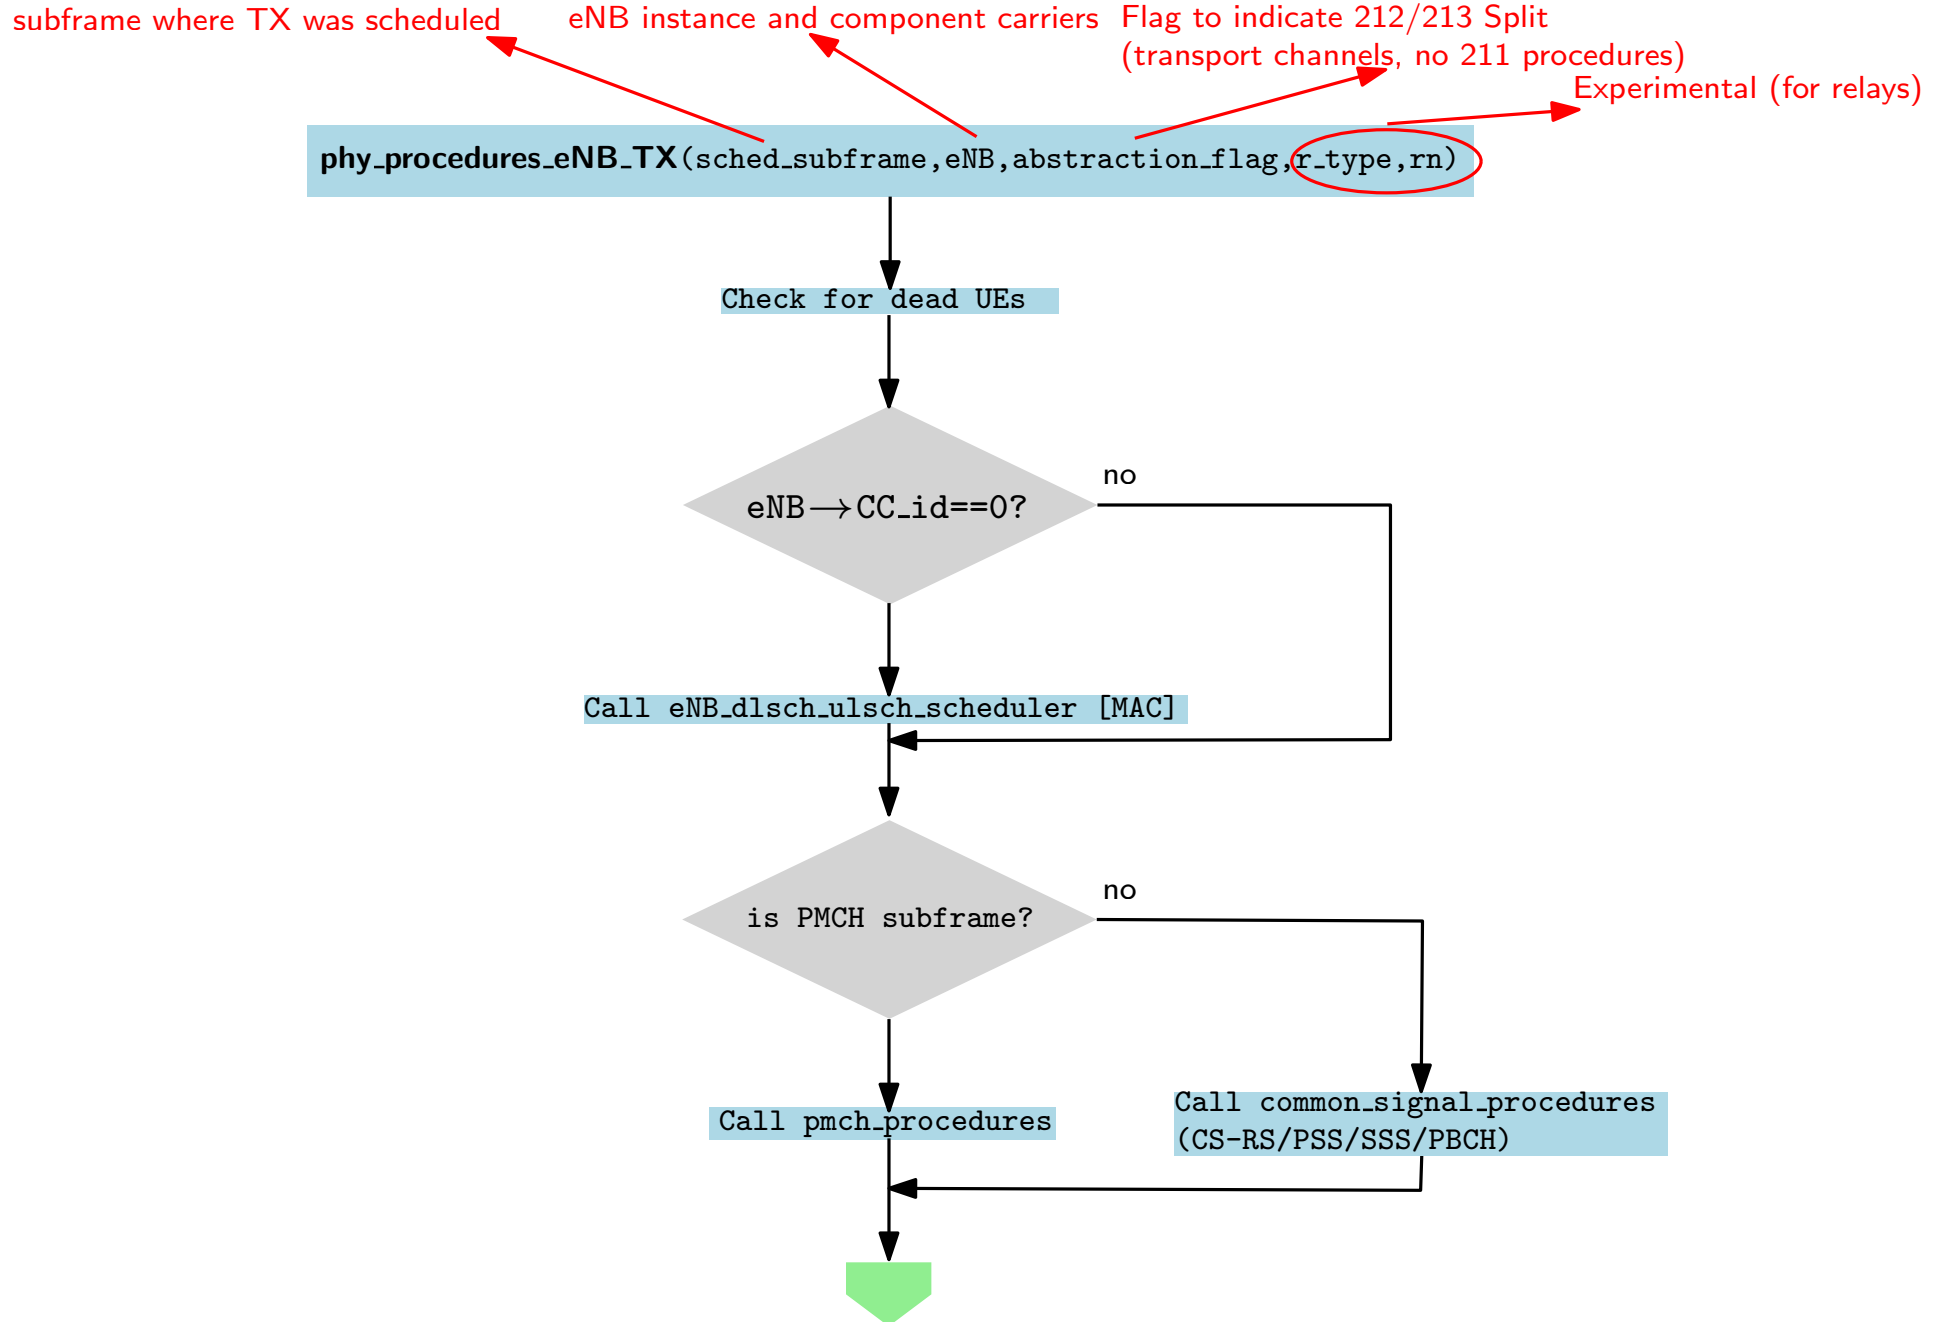 subframe where TX was scheduled
eNB instance and component carriers
Flag to indicate 212/213 Split
(transport channels, no 211 procedures)
Experimental (for relays)
phy_procedures_eNB_TX(sched_subframe,eNB,abstraction_flag,r_type,rn)
Check for dead UEs
eNB→CC_id==0?
no
Call eNB_dlsch_ulsch_scheduler [MAC]
is PMCH subframe?
no
Call pmch_procedures
Call common_signal_procedures
(CS-RS/PSS/SSS/PBCH)